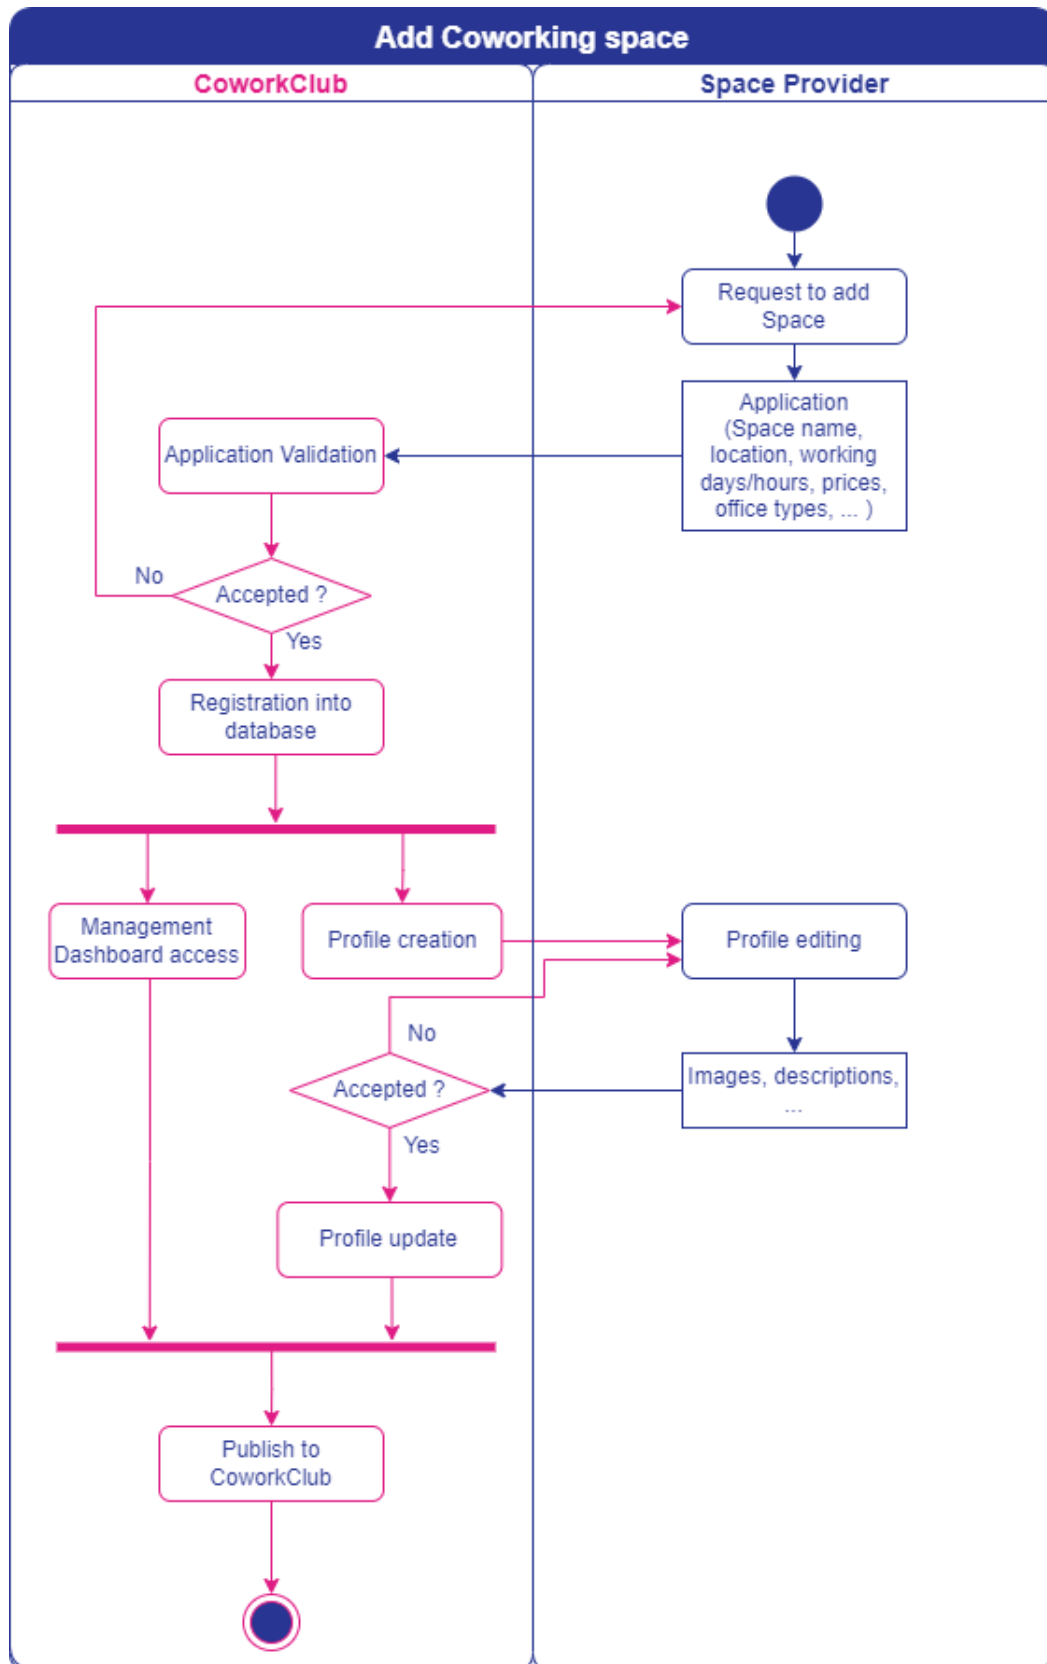 Add Coworking space
CoworkClub
Space Provider
Request to add
Space
Application
(Space name,
location, working
days/hours, prices,
office types, ... )
Application Validation
No
Accepted ?
Yes
Registration into
database
Management
Dashboard access
Profile creation
Profile editing
No
Accepted ?
Images, descriptions,
...
Yes
Profile update
Publish to
CoworkClub